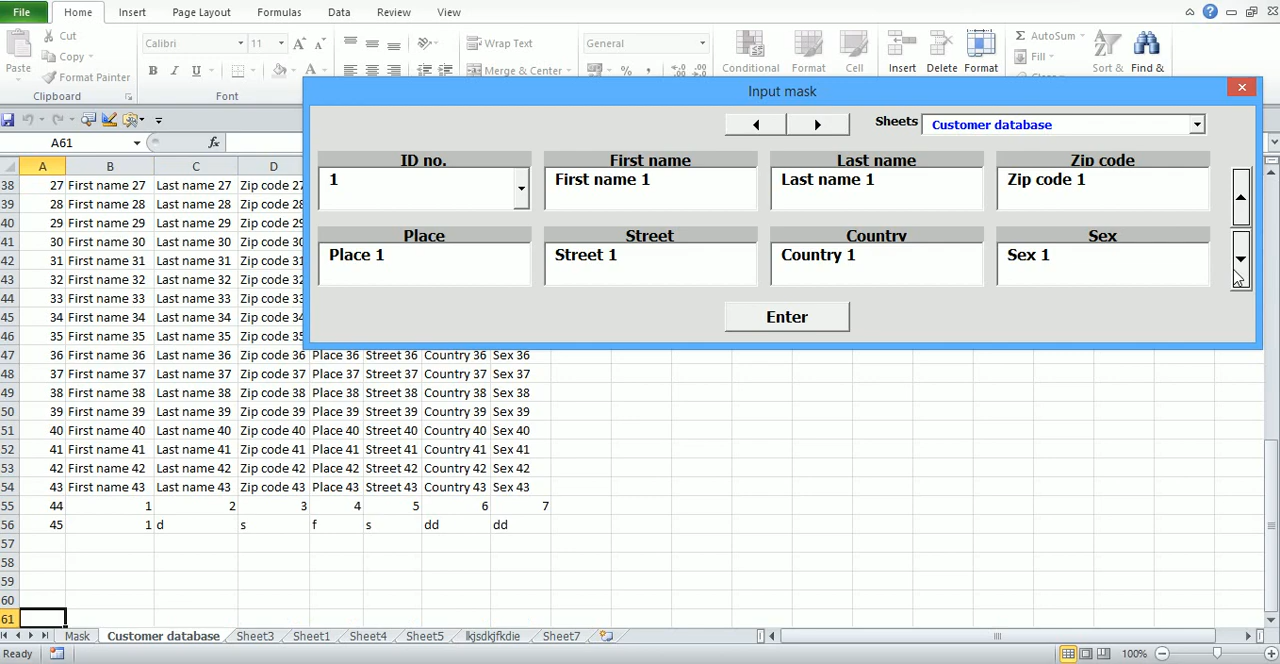 File Home Insert Page Layout Formulas Data Review View
Cut
Copy
Format Painter
Paste
Clipboard
Calibri 11
B I U
Font
Wrap Text
Merge & Center
General
%
Conditional
Format
Cell
Insert
Delete
Format
AutoSum
Fill
Sort &
Find &
A61
fx
Input mask
Sheets Customer database
ID no. First name Last name Zip code
1 First name 1 Last name 1 Zip code 1
Place Street Country Sex
Place 1 Street 1 Country 1 Sex 1
Enter
A B C D
38 27 First name 27 Last name 27 Zip code 27
39 28 First name 28 Last name 28 Zip code 28
40 29 First name 29 Last name 29 Zip code 29
41 30 First name 30 Last name 30 Zip code 30
42 31 First name 31 Last name 31 Zip code 31
43 32 First name 32 Last name 32 Zip code 32
44 33 First name 33 Last name 33 Zip code 33
45 34 First name 34 Last name 34 Zip code 34
46 35 First name 35 Last name 35 Zip code 35
47 36 First name 36 Last name 36 Zip code 36 Place 36 Street 36 Country 36 Sex 36
48 37 First name 37 Last name 37 Zip code 37 Place 37 Street 37 Country 37 Sex 37
49 38 First name 38 Last name 38 Zip code 38 Place 38 Street 38 Country 38 Sex 38
50 39 First name 39 Last name 39 Zip code 39 Place 39 Street 39 Country 39 Sex 39
51 40 First name 40 Last name 40 Zip code 40 Place 40 Street 40 Country 40 Sex 40
52 41 First name 41 Last name 41 Zip code 41 Place 41 Street 41 Country 41 Sex 41
53 42 First name 42 Last name 42 Zip code 42 Place 42 Street 42 Country 42 Sex 42
54 43 First name 43 Last name 43 Zip code 43 Place 43 Street 43 Country 43 Sex 43
55 44 1 2 3 4 5 6 7
56 45 1 d s f s dd dd
57
58
59
60
61
Mask Customer database Sheet3 Sheet1 Sheet4 Sheet5 lkjsdkjfkdie Sheet7
Ready 100%